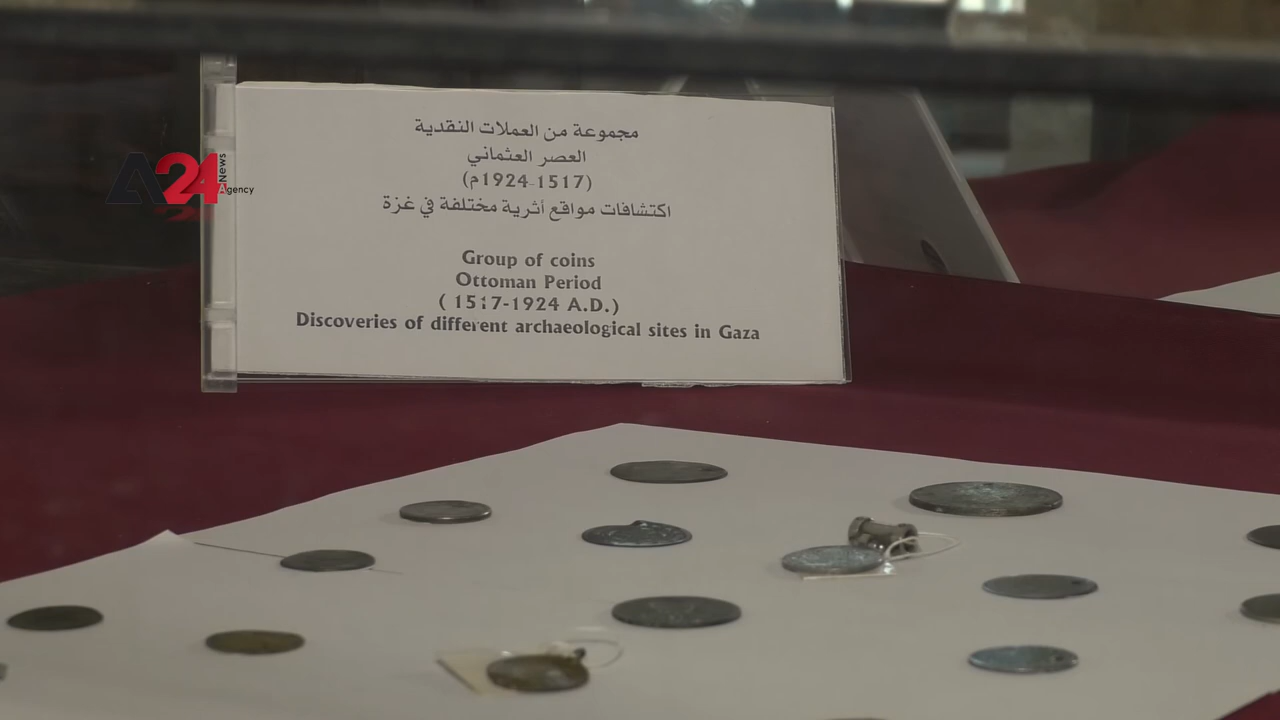 مجموعة من العملات النقدية
العصر العثماني
(1517-1924م)
اكتشافات مواقع أثرية مختلفة في غزة
Group of coins
Ottoman Period
( 1517-1924 A.D.)
Discoveries of different archaeological sites in Gaza
A24 News Agency